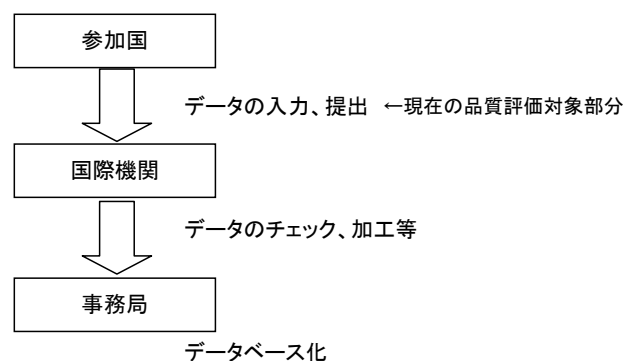 参加国
データの入力、提出 ←現在の品質評価対象部分
国際機関
データのチェック、加工等
事務局
データベース化